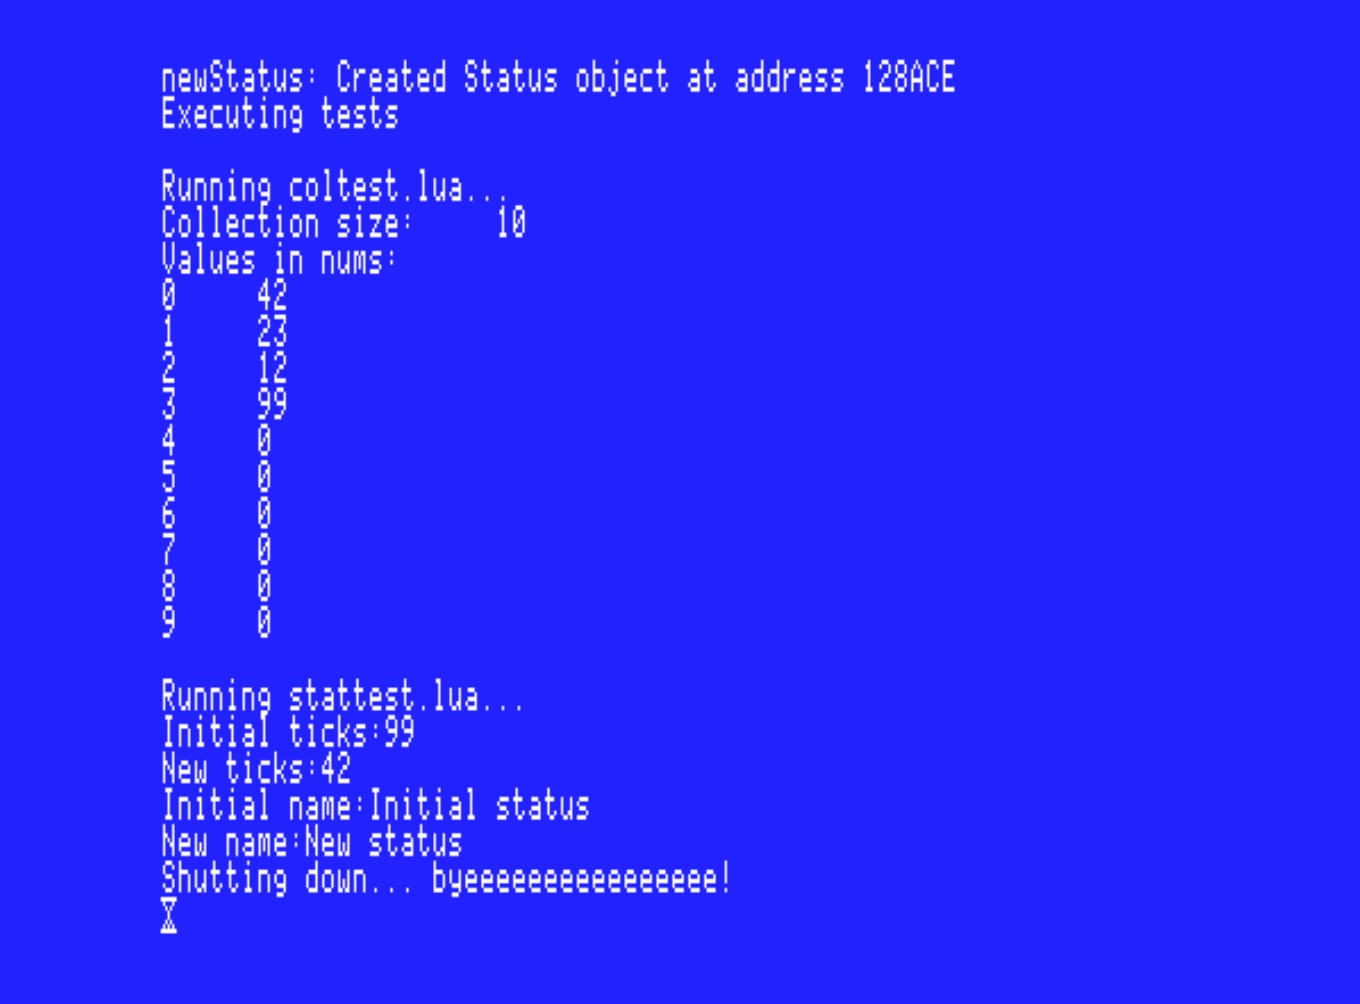 newStatus: Created Status object at address 128ACE
Executing tests
Running coltest.lua...
Collection size:     10
Values in nums:
0     42
1     23
2     12
3     99
4     0
5     0
6     0
7     0
8     0
9     0
Running stattest.lua...
Initial ticks:99
New ticks:42
Initial name:Initial status
New name:New status
Shutting down... byeeeeeeeeeeeeeeee!